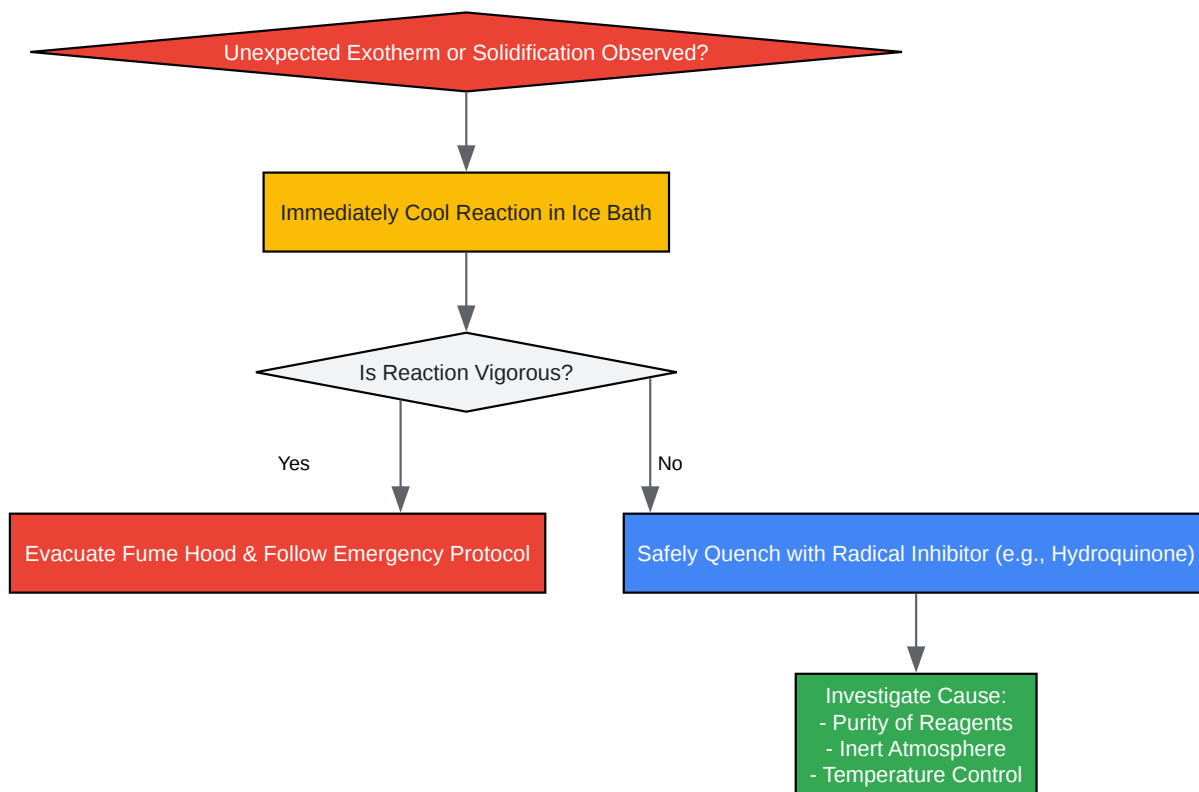 Unexpected Exotherm or Solidification Observed?
Immediately Cool Reaction in Ice Bath
Is Reaction Vigorous?
Yes
No
Evacuate Fume Hood & Follow Emergency Protocol
Safely Quench with Radical Inhibitor (e.g., Hydroquinone)
Investigate Cause:
- Purity of Reagents
- Inert Atmosphere
- Temperature Control